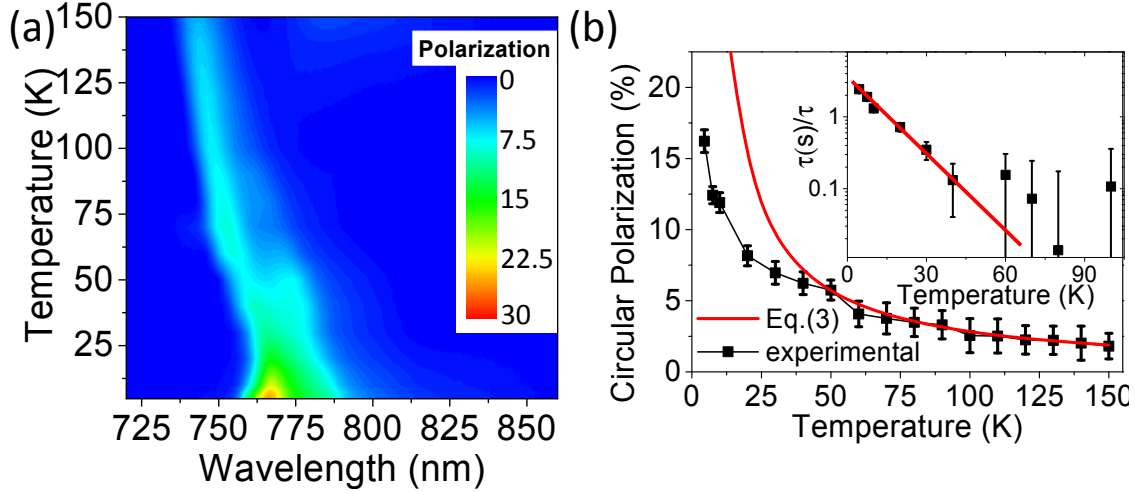 (a)
Temperature (K)
150
125
100
75
50
25
Polarization
0
7.5
15
22.5
30
725 750 775 800 825 850
Wavelength (nm)
(b)
Circular Polarization (%)
20
15
10
5
0
Eq.(3)
experimental
0 25 50 75 100 125 150
Temperature (K)
τ(s)/τ
1
0.1
0 30 60 90
Temperature (K)